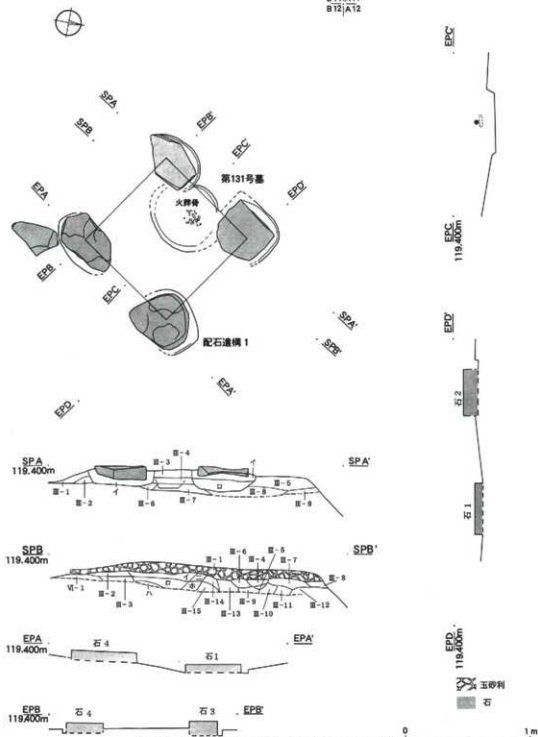 B12 A12
EPC'
SPA
SPB
EPB'
EPC'
第131号墓
火葬骨
EPD'
EPA
EPB
EPC
EPC
119.400m
SPA'
SPB'
配石遺構 1
EPA'
EPD
EPD'
石2
石1
EPD
119.400m
SPA
119.400m
SPA'
Ⅲ-4
Ⅲ-3
イ
Ⅲ-1
Ⅲ-2
イ
Ⅲ-6
Ⅲ-7
ロ
Ⅲ-8
Ⅲ-5
Ⅲ-9
SPB
119.400m
SPB'
Ⅲ-1
Ⅲ-6
Ⅲ-4
Ⅲ-5
Ⅲ-7
Ⅲ-8
Ⅵ-1
Ⅲ-2
Ⅲ-3
ハ
ロ
Ⅲ-15
Ⅲ-14
Ⅲ-13
Ⅲ-9
Ⅲ-10
Ⅲ-11
Ⅲ-12
EPA
119.400m
石4
石1
EPA'
EPB
119.400m
石4
石3
EPB'
玉砂利
石
0
1m